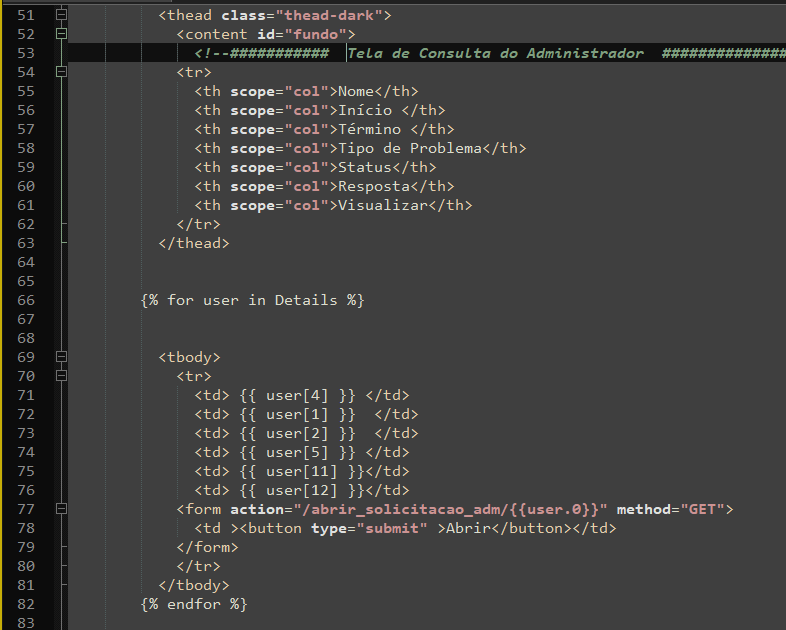 51 <thead class="thead-dark">
52 <content id="fundo">
53 <!--########### Tela de Consulta do Administrador ##############
54 <tr>
55 <th scope="col">Nome</th>
56 <th scope="col">Início </th>
57 <th scope="col">Término </th>
58 <th scope="col">Tipo de Problema</th>
59 <th scope="col">Status</th>
60 <th scope="col">Resposta</th>
61 <th scope="col">Visualizar</th>
62 </tr>
63 </thead>
64
65
66 {% for user in Details %}
67
68
69 <tbody>
70 <tr>
71 <td> {{ user[4] }} </td>
72 <td> {{ user[1] }}  </td>
73 <td> {{ user[2] }}  </td>
74 <td> {{ user[5] }} </td>
75 <td> {{ user[11] }}</td>
76 <td> {{ user[12] }}</td>
77 <form action="/abrir_solicitacao_adm/{{user.0}}" method="GET">
78 <td ><button type="submit" >Abrir</button></td>
79 </form>
80 </tr>
81 </tbody>
82 {% endfor %}
83